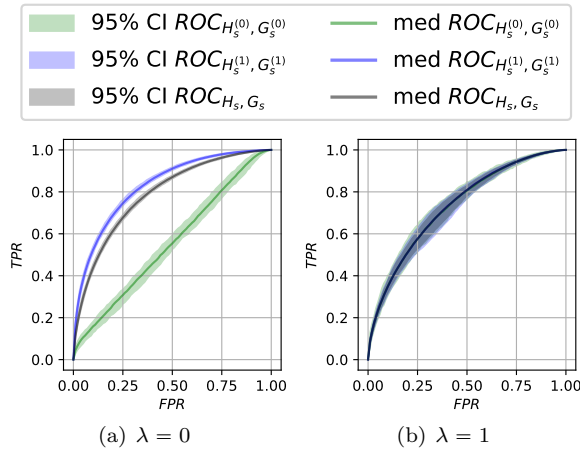 95% CI ROC_{H_s^{(0)}, G_s^{(0)}} med ROC_{H_s^{(0)}, G_s^{(0)}}
95% CI ROC_{H_s^{(1)}, G_s^{(1)}} med ROC_{H_s^{(1)}, G_s^{(1)}}
95% CI ROC_{H_s, G_s} med ROC_{H_s, G_s}
1.0 1.0
0.8 0.8
0.6 0.6
TPR TPR
0.4 0.4
0.2 0.2
0.0 0.0
0.00 0.25 0.50 0.75 1.00 0.00 0.25 0.50 0.75 1.00
FPR FPR
(a) λ = 0 (b) λ = 1